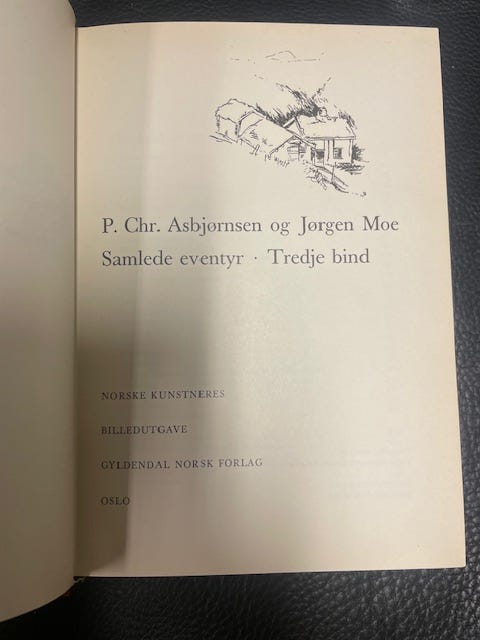 P. Chr. Asbjørnsen og Jørgen Moe
Samlede eventyr · Tredje bind
NORSKE KUNSTNERES
BILLEDUTGAVE
GYLDENDAL NORSK FORLAG
OSLO